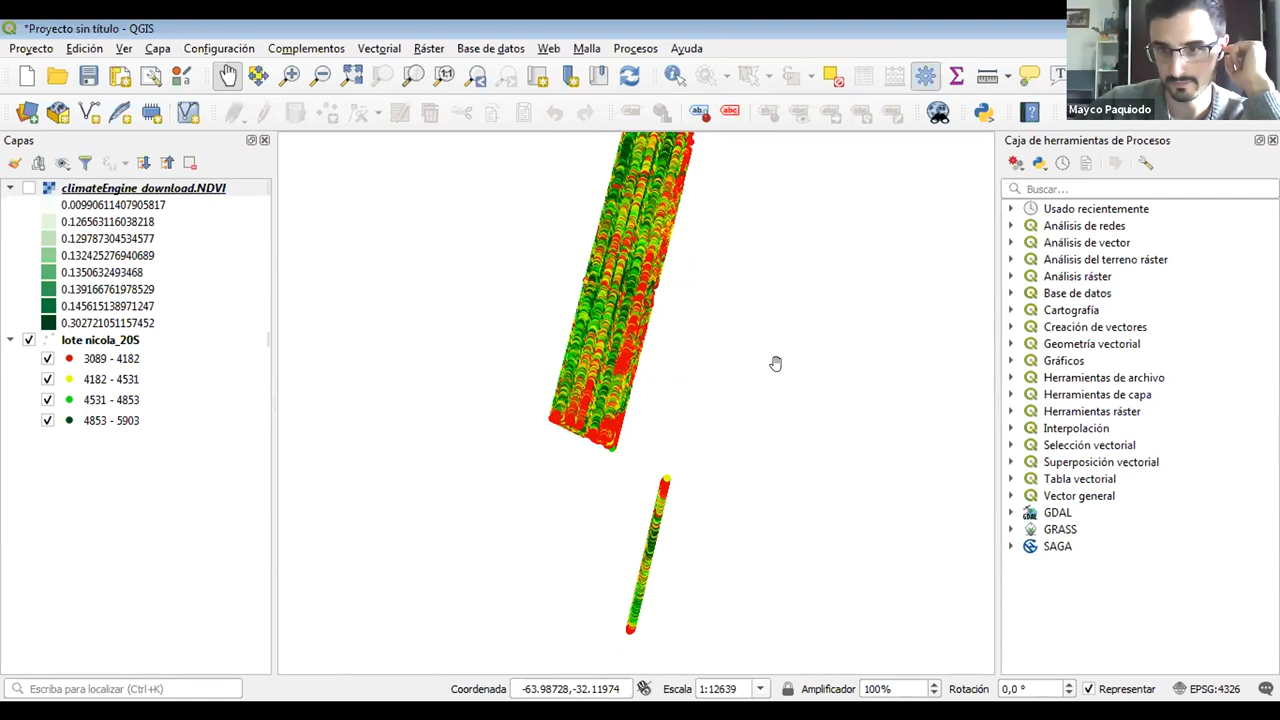 *Proyecto sin título - QGIS
Proyecto Edición Ver Capa Configuración Complementos Vectorial Ráster Base de datos Web Malla Procesos Ayuda
Mayco Paquiodo
Capas
climateEngine_download.NDVI
0.00990611407905817
0.126563116038218
0.129787304534577
0.132425276940689
0.1350632493468
0.139166761978529
0.145615138971247
0.302721051157452
lote nicola_20S
3089 - 4182
4182 - 4531
4531 - 4853
4853 - 5903
Caja de herramientas de Procesos
Buscar...
Usado recientemente
Análisis de redes
Análisis de vector
Análisis del terreno ráster
Análisis ráster
Base de datos
Cartografía
Creación de vectores
Geometría vectorial
Gráficos
Herramientas de archivo
Herramientas de capa
Herramientas ráster
Interpolación
Selección vectorial
Superposición vectorial
Tabla vectorial
Vector general
GDAL
GRASS
SAGA
Escriba para localizar (Ctrl+K)
Coordenada -63.98728,-32.11974 Escala 1:12639 Amplificador 100% Rotación 0,0 ° Representar EPSG:4326